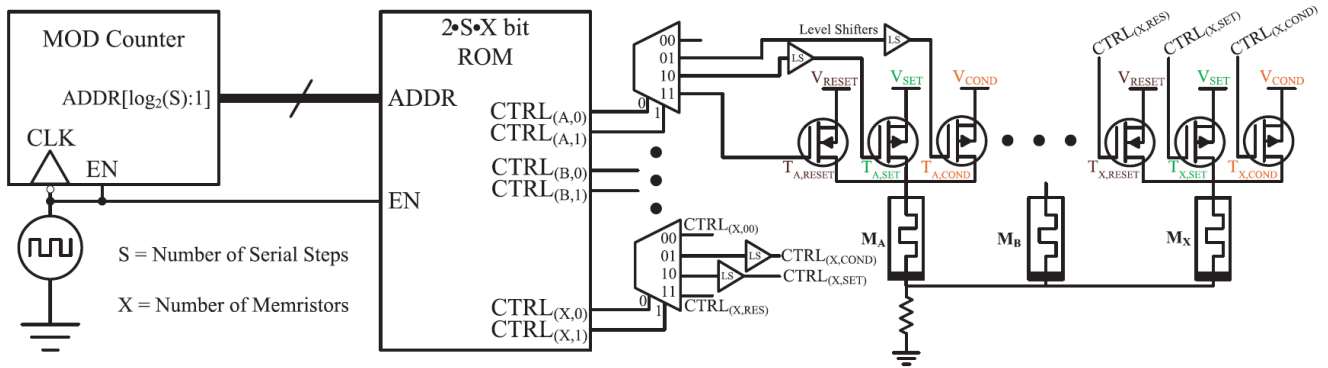 MOD Counter
ADDR[log₂(S):1]
CLK
EN
S = Number of Serial Steps
X = Number of Memristors
2•S•X bit
ROM
ADDR
EN
CTRL(A,0)
CTRL(A,1)
CTRL(B,0)
CTRL(B,1)
CTRL(X,0)
CTRL(X,1)
00
01
10
11
0
1
Level Shifters
LS
LS
00
01
10
11
0
1
CTRL(X,00)
LS
CTRL(X,COND)
LS
CTRL(X,SET)
CTRL(X,RES)
VRESET
VSET
VCOND
TA,RESET
TA,SET
TA,COND
CTRL(X,RES)
CTRL(X,SET)
CTRL(X,COND)
VRESET
VSET
VCOND
TX,RESET
TX,SET
TX,COND
MA
MB
MX